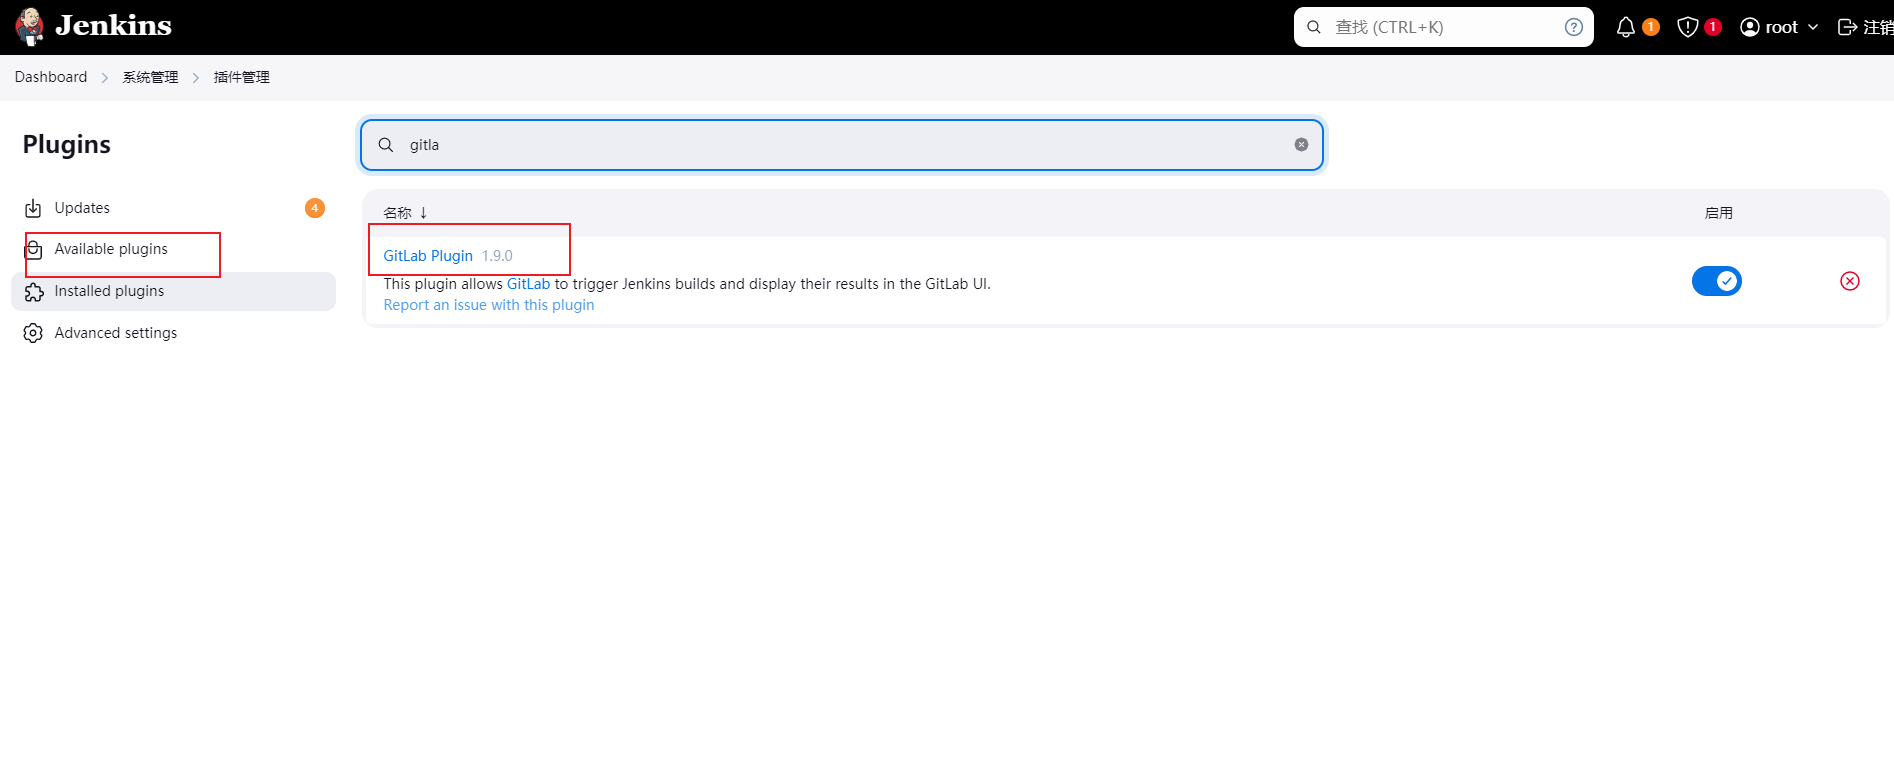 Jenkins
查找 (CTRL+K)
1
1
root
注销
Dashboard
系统管理
插件管理
Plugins
gitla
Updates
4
Available plugins
Installed plugins
Advanced settings
名称 ↓
启用
GitLab Plugin 1.9.0
This plugin allows GitLab to trigger Jenkins builds and display their results in the GitLab UI.
Report an issue with this plugin